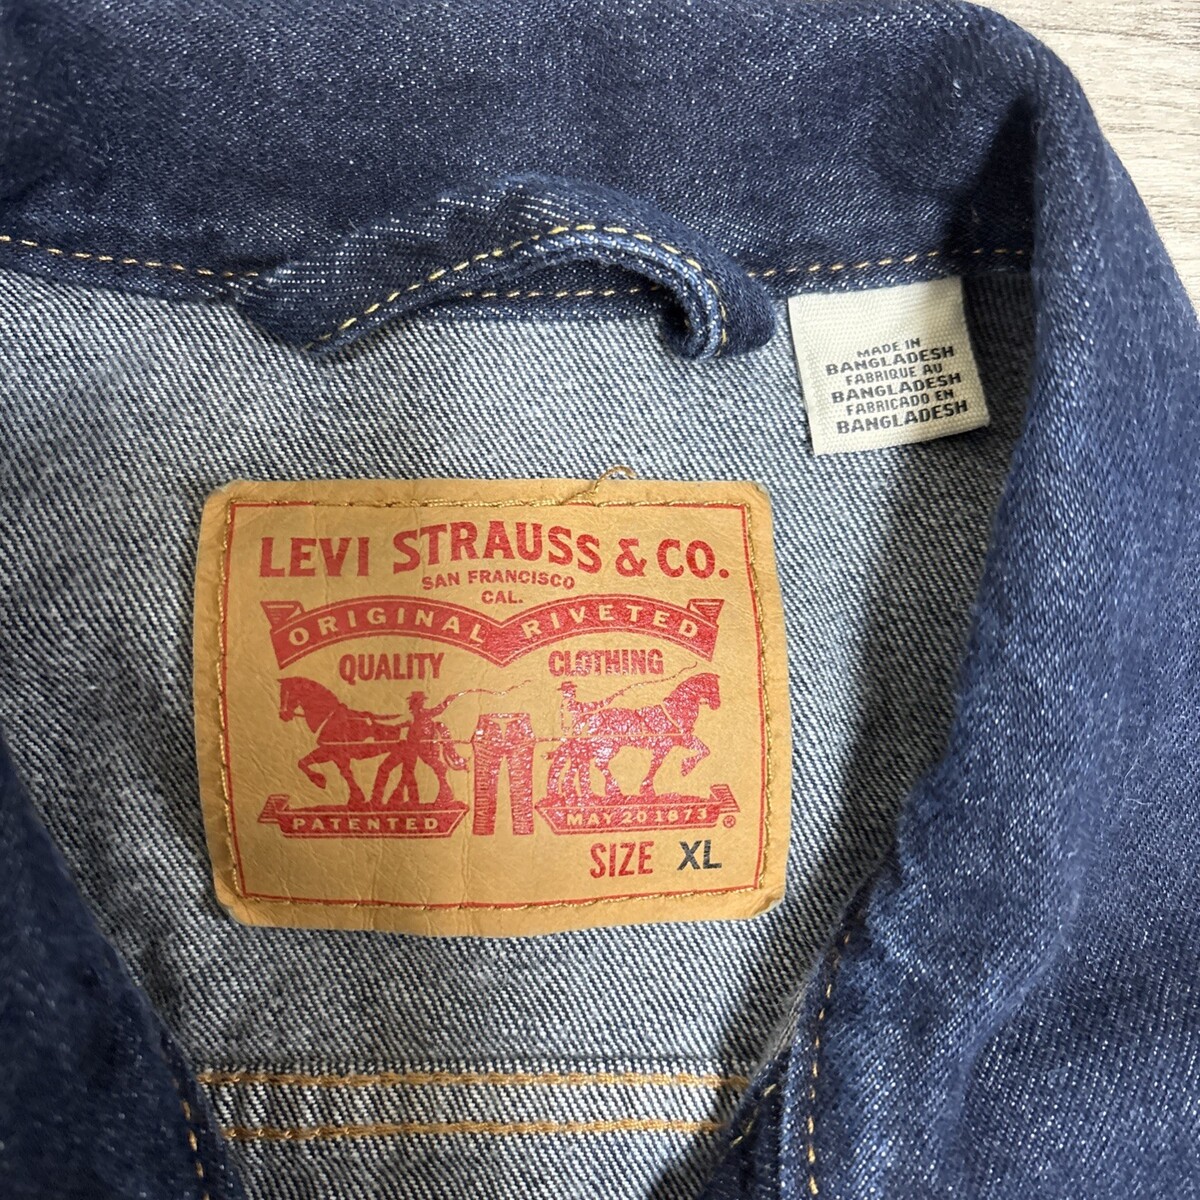 MADE IN
BANGLADESH
FABRIQUE AU
BANGLADESH
FABRICADO EN
BANGLADESH
LEVI STRAUSS & CO.
SAN FRANCISCO
CAL.
ORIGINAL RIVETED
QUALITY CLOTHING
PATENTED MAY 20 1873 ®
SIZE XL